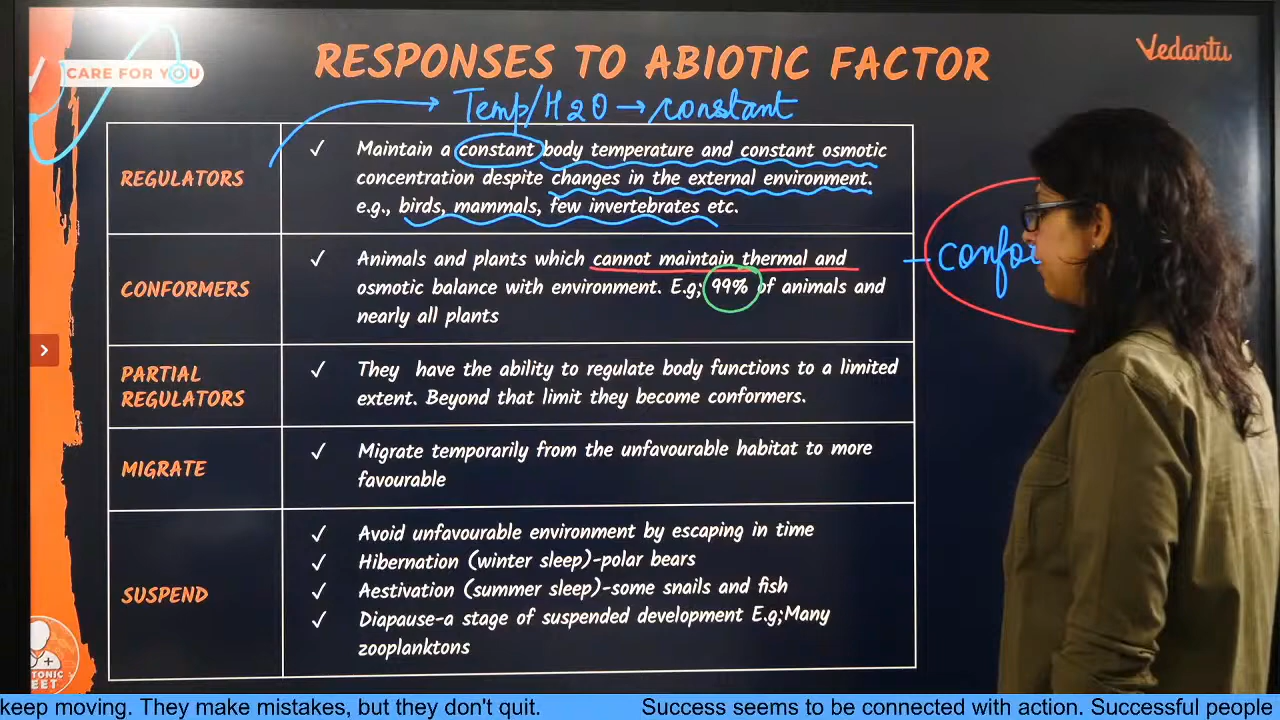 RESPONSES TO ABIOTIC FACTOR
Vedantu
CARE FOR YOU
Temp/H2O → constant
REGULATORS
✓ Maintain a constant body temperature and constant osmotic
concentration despite changes in the external environment.
e.g., birds, mammals, few invertebrates etc.
CONFORMERS
✓ Animals and plants which cannot maintain thermal and
osmotic balance with environment. E.g; 99% of animals and
nearly all plants
PARTIAL
REGULATORS
✓ They have the ability to regulate body functions to a limited
extent. Beyond that limit they become conformers.
MIGRATE
✓ Migrate temporarily from the unfavourable habitat to more
favourable
SUSPEND
✓ Avoid unfavourable environment by escaping in time
✓ Hibernation (winter sleep)-polar bears
✓ Aestivation (summer sleep)-some snails and fish
✓ Diapause-a stage of suspended development E.g;Many
zooplanktons
keep moving. They make mistakes, but they don't quit. Success seems to be connected with action. Successful people